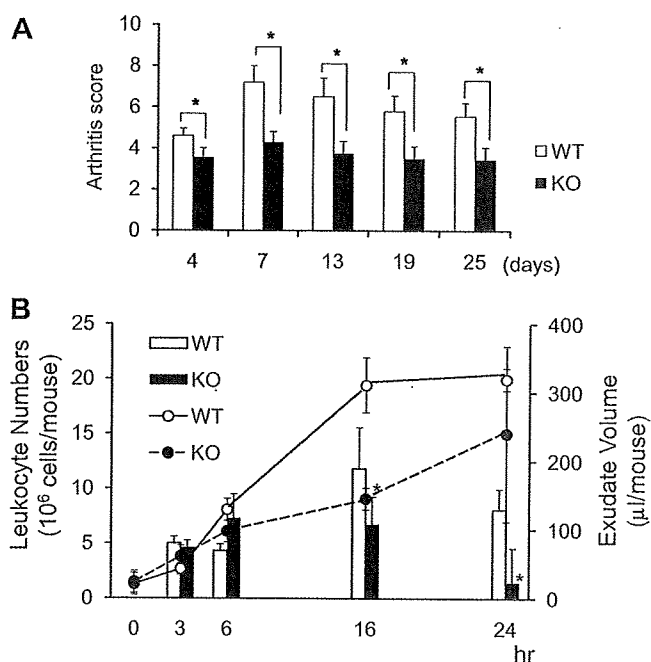 A
10
8
6
4
2
0
Arthritis score
* * * * *
4 7 13 19 25 (days)
WT
KO
B
25
20
15
10
5
0
Leukocyte Numbers
(10⁶ cells/mouse)
WT
KO
WT
KO
*
*
400
300
200
100
0
Exudate Volume
(μl/mouse)
0 3 6 16 24
hr